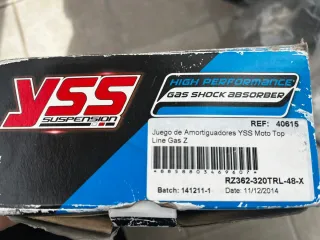 YSS
SUSPENSION
HIGH PERFORMANCE
GAS SHOCK ABSORBER
REF: 40615
Juego de Amortiguadores YSS Moto Top
Line Gas Z
RZ362-320TRL-48-X
Batch: 141211-1
Date: 11/12/2014